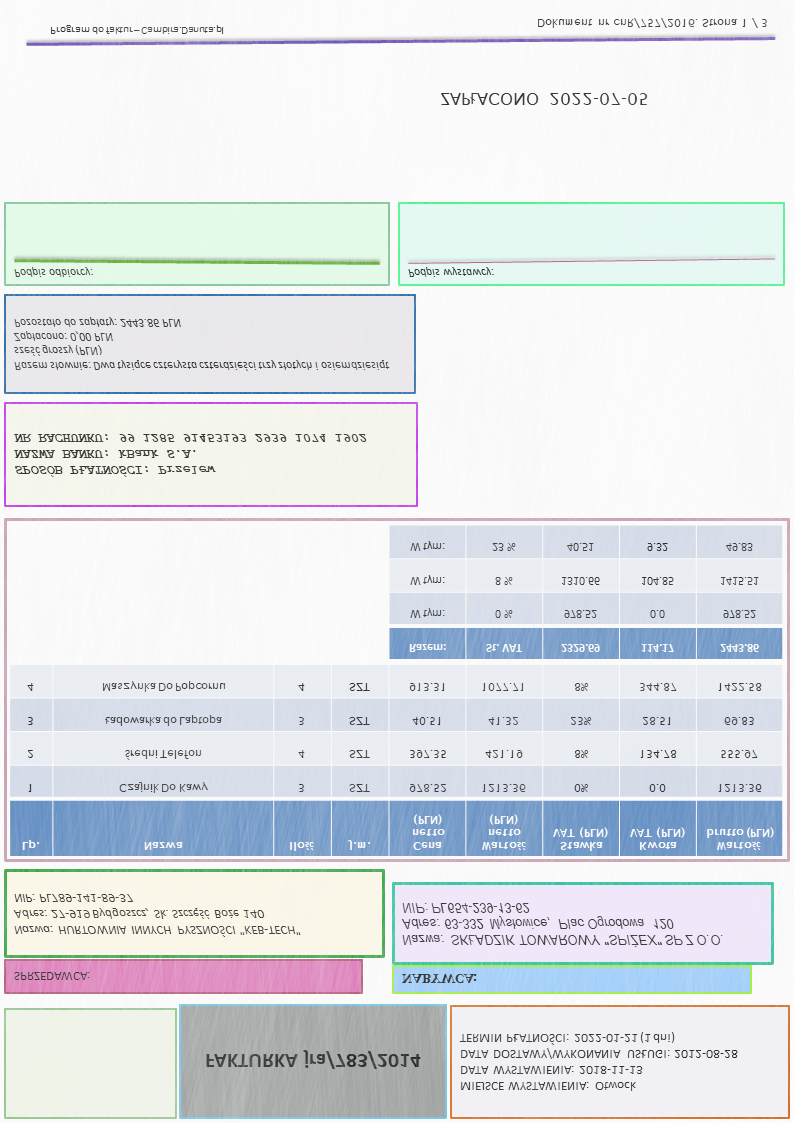 FAKTURKA jra/783/2014
MIEJSCE WYSTAWIENIA: Otwock
DATA WYSTAWIENIA: 2018-11-13
DATA DOSTAWY/WYKONANIA USŁUGI: 2012-08-28
TERMIN PŁATNOŚCI: 2022-01-21 (1 dni)
SPRZEDAWCA:
Nazwa: HURTOWNIA INNYCH PYSZNOŚCI "KEB-TECH"
Adres: 27-919 Bydgoszcz, Sk. Szczęść Boże 140
NIP: PL789-141-89-37
NABYWCA:
Nazwa: SKŁADZIK TOWAROWY "SPIŻEX" SP Z O.O.
Adres: 63-332 Mysłowice, Plac Ogrodowa 120
NIP: PL654-239-13-62
Lp. Nazwa Ilość J.m. Cena netto (PLN) Wartość netto (PLN) Stawka VAT (PLN) Kwota VAT (PLN) Wartość brutto (PLN)
1 Czajnik Do Kawy 3 SZT 978.52 1213.36 0% 0.0 1213.36
2 Średni Telefon 4 SZT 397.35 421.19 8% 134.78 555.97
3 Ładowarka do Laptopa 3 SZT 40.51 41.32 23% 28.51 69.83
4 Maszynka Do Popcornu 4 SZT 913.31 1077.71 8% 344.87 1422.58
Razem: St. VAT 2329.69 114.17 2443.86
W tym: 0 % 978.52 0.0 978.52
W tym: 8 % 1310.66 104.85 1415.51
W tym: 23 % 40.51 9.32 49.83
SPOSÓB PŁATNOŚCI: Przelew
NAZWA BANKU: kBank S.A.
NR RACHUNKU: 99 1285 91453193 2939 1074 1902
Razem słownie: Dwa tysiące czterysta czterdzieści trzy złotych i osiemdziesiąt
sześć groszy (PLN)
Zapłacono: 0,00 PLN
Pozostało do zapłaty: 2443.86 PLN
Podpis odbiorcy:
Podpis wystawcy:
ZAPŁACONO 2022-07-05
Program do faktur – Cambira.Danuta.pl
Dokument nr cnR/757/2016. Strona 1 / 3